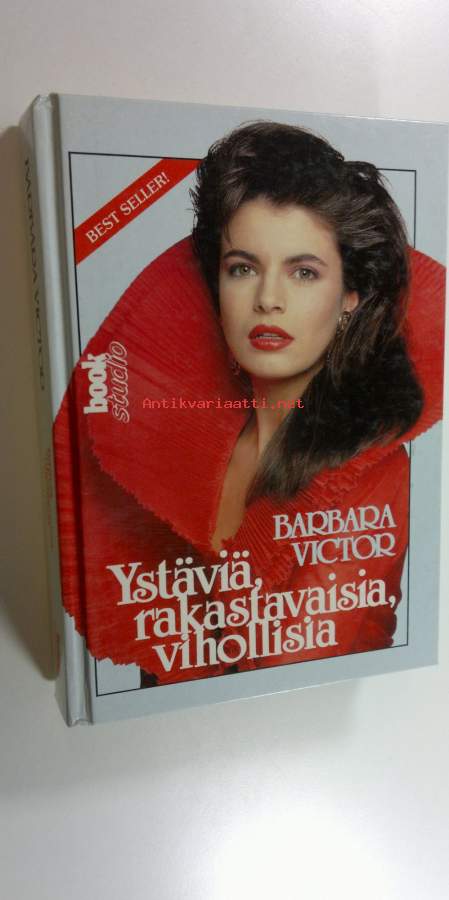 BEST SELLER!
book
studio
Antikvariaatti.net
BARBARA
VICTOR
Ystäviä,
rakastavaisia,
vihollisia
BARBARA VICTOR